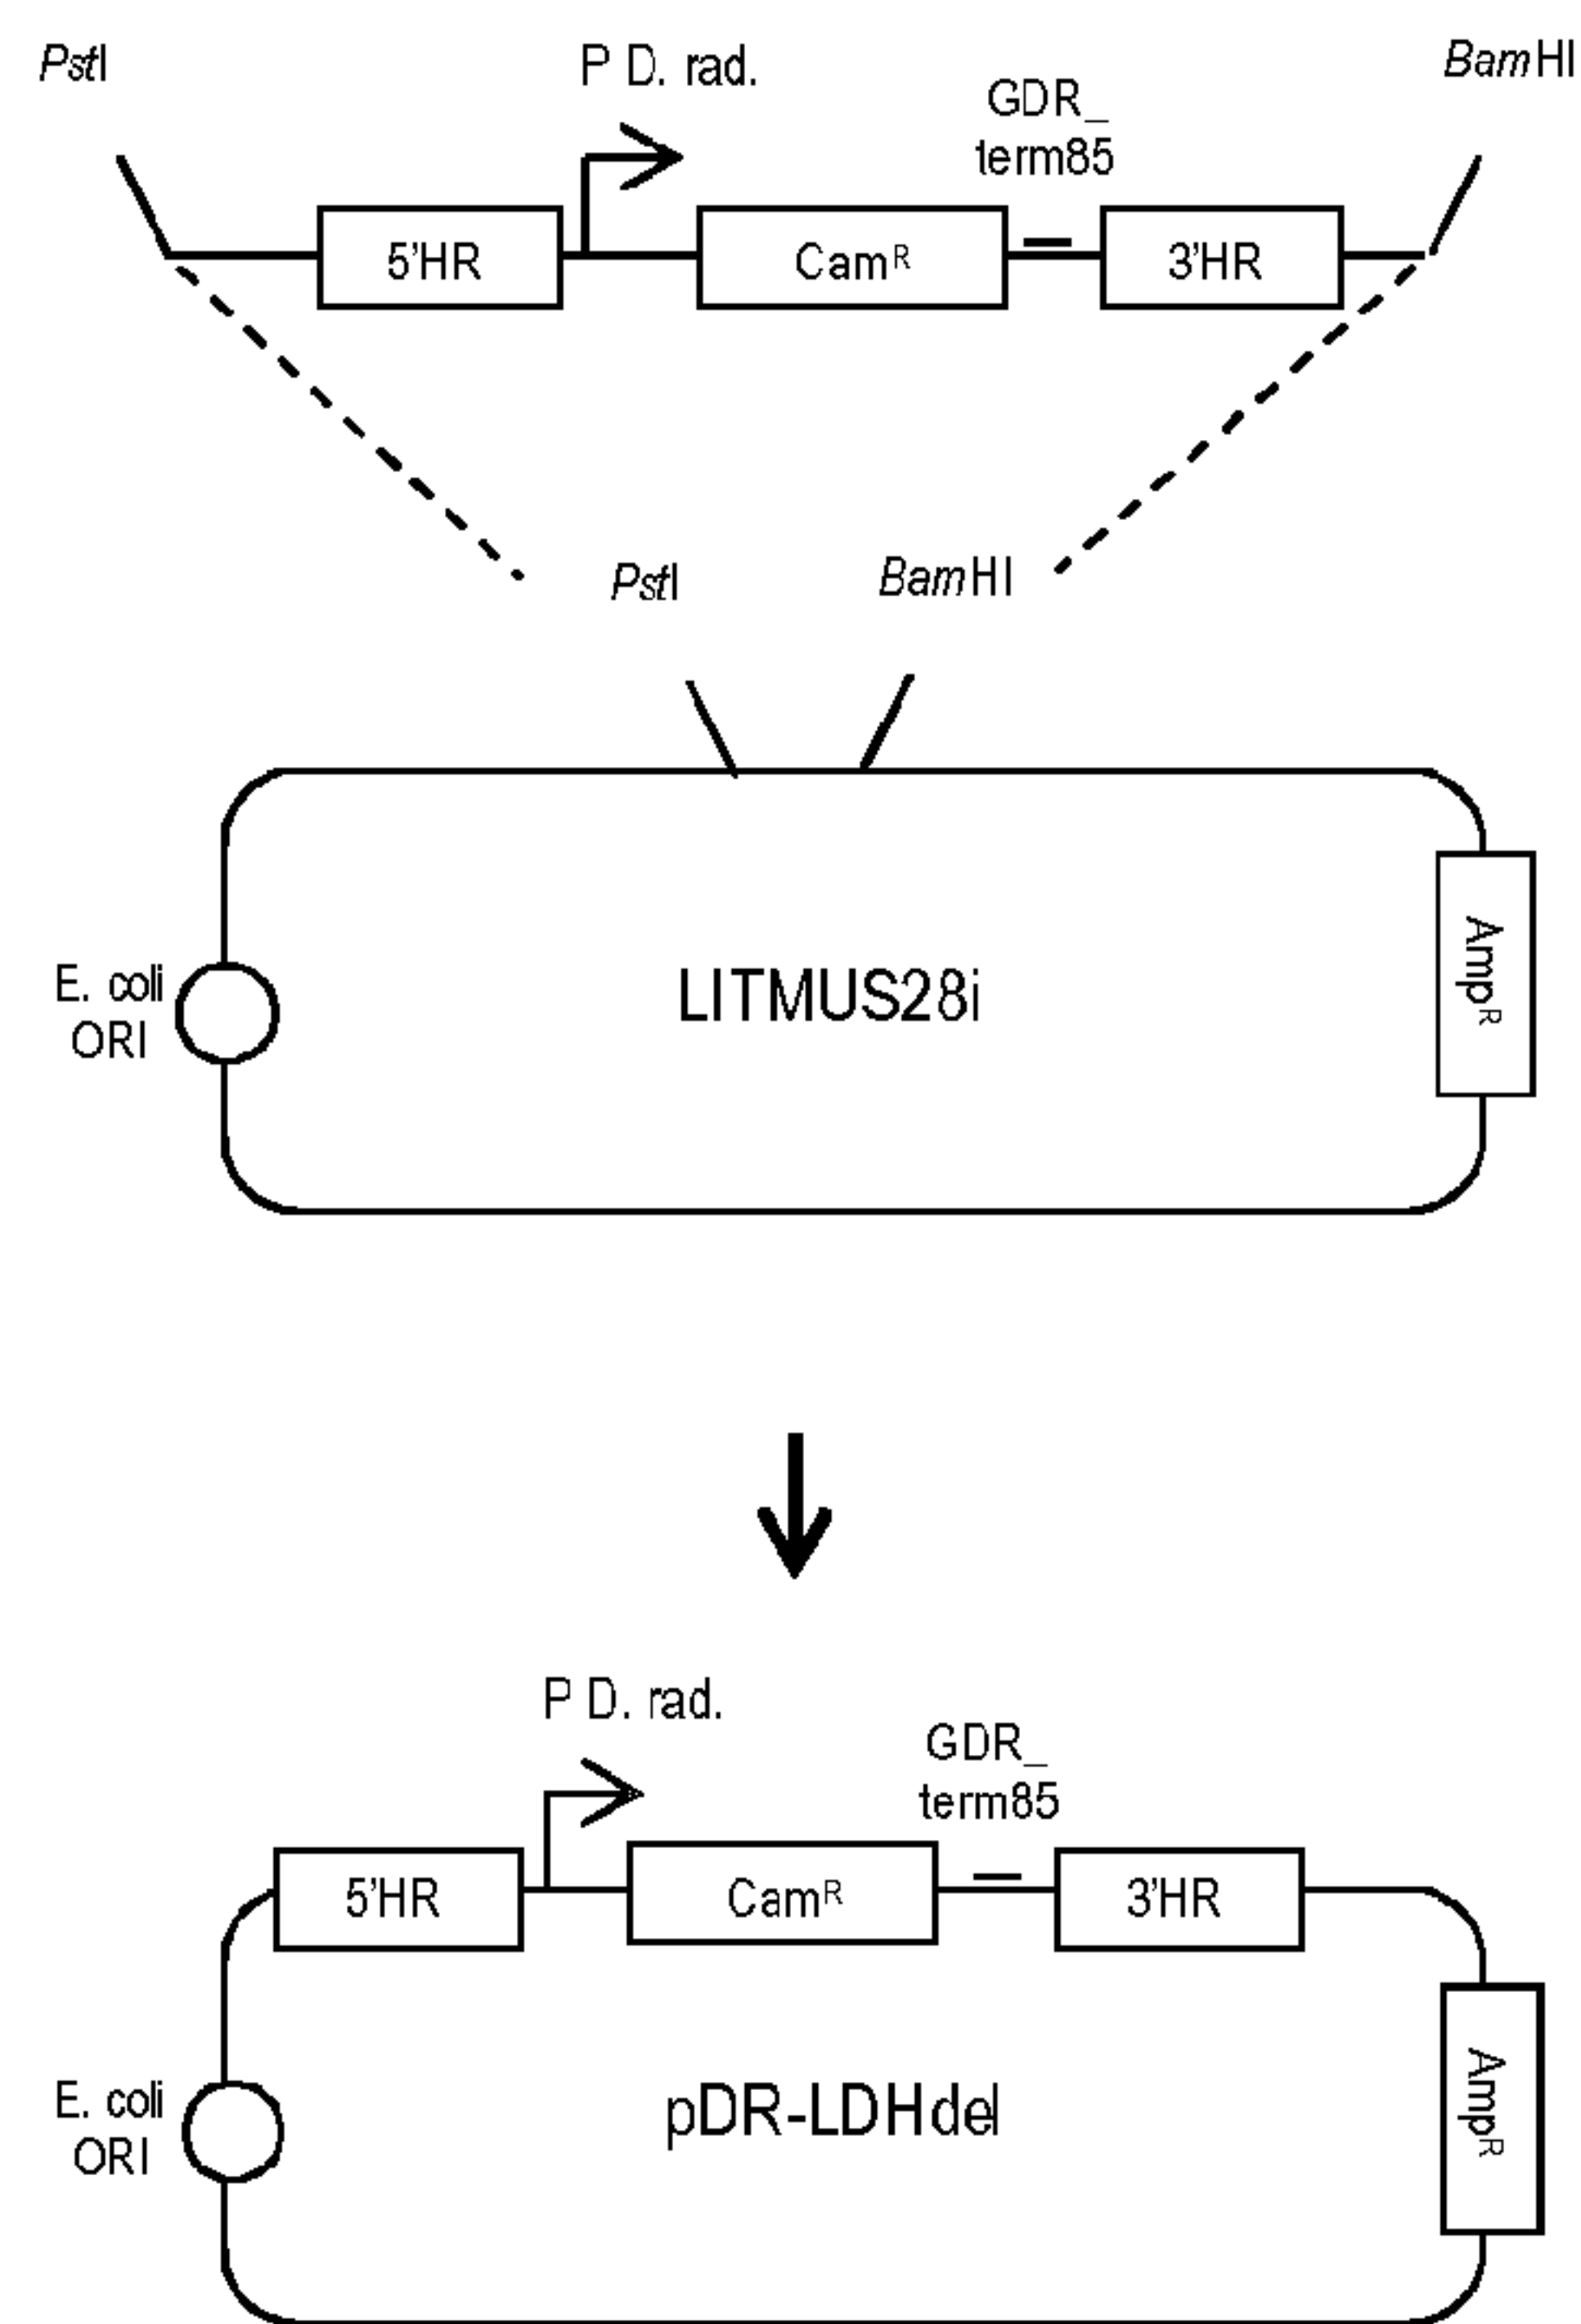 PstI
P D. rad.
BamHI
GDR_
term85
5'HR
Camᴿ
3'HR
PstI
BamHI
E. coli
ORI
LITMUS28i
Ampᴿ
P D. rad.
GDR_
term85
5'HR
Camᴿ
3'HR
E. coli
ORI
pDR-LDHdel
Ampᴿ